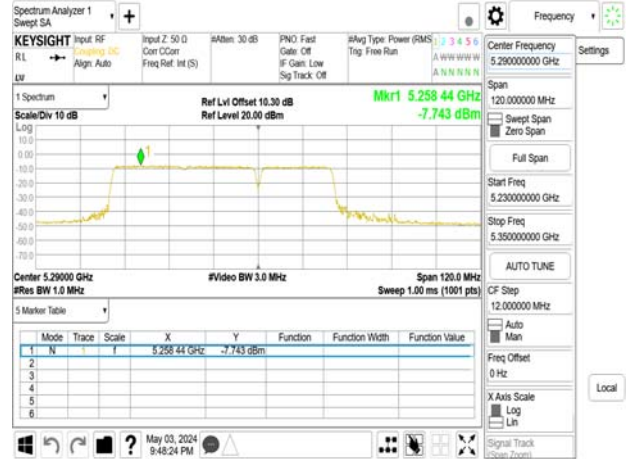 Spectrum Analyzer 1
Swept SA
+
Frequency
KEYSIGHT
RL
Input: RF
Coupling: DC
Align: Auto
Input Z: 50 Ω
Corr CCorr
Freq Ref: Int (S)
#Atten: 30 dB
PNO: Fast
Gate: Off
IF Gain: Low
Sig Track: Off
#Avg Type: Power (RMS
Trig: Free Run
1 2 3 4 5 6
A W W W W W
A N N N N N
1 Spectrum
Scale/Div 10 dB
Ref Lvl Offset 10.30 dB
Ref Level 20.00 dBm
Mkr1 5.258 44 GHz
-7.743 dBm
Log
10.0
0.00
-10.0
-20.0
-30.0
-40.0
-50.0
-60.0
-70.0
1
Center 5.29000 GHz
#Res BW 1.0 MHz
#Video BW 3.0 MHz
Span 120.0 MHz
Sweep 1.00 ms (1001 pts)
5 Marker Table
Mode Trace Scale X Y Function Function Width Function Value
1 N 1 f 5.258 44 GHz -7.743 dBm
2
3
4
5
6
May 03, 2024
9:48:24 PM
Center Frequency
5.290000000 GHz
Settings
Span
120.000000 MHz
Swept Span
Zero Span
Full Span
Start Freq
5.230000000 GHz
Stop Freq
5.350000000 GHz
AUTO TUNE
CF Step
12.000000 MHz
Auto
Man
Freq Offset
0 Hz
X Axis Scale
Log
Lin
Local
Signal Track
(Span Zoom)